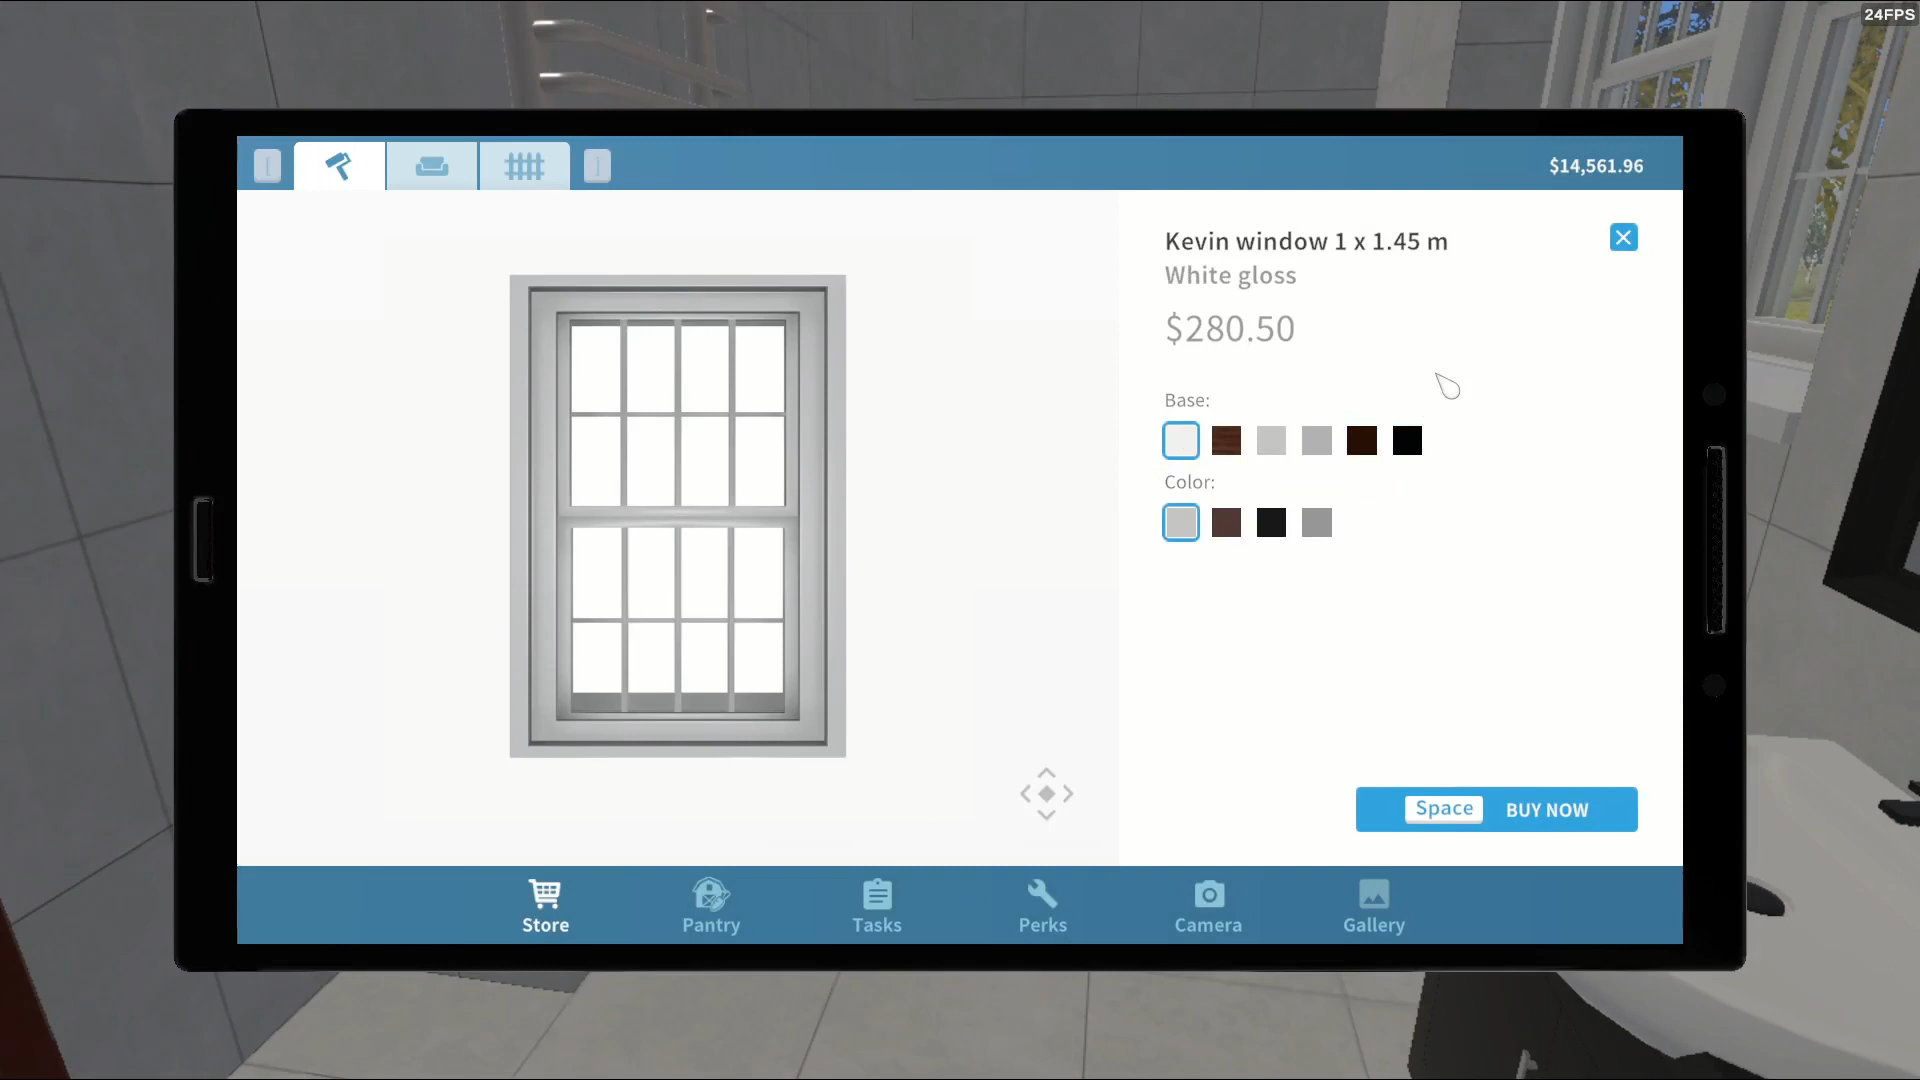 24FPS
[
]
$14,561.96
Kevin window 1 x 1.45 m
White gloss
$280.50
Base:
Color:
Space BUY NOW
Store
Pantry
Tasks
Perks
Camera
Gallery